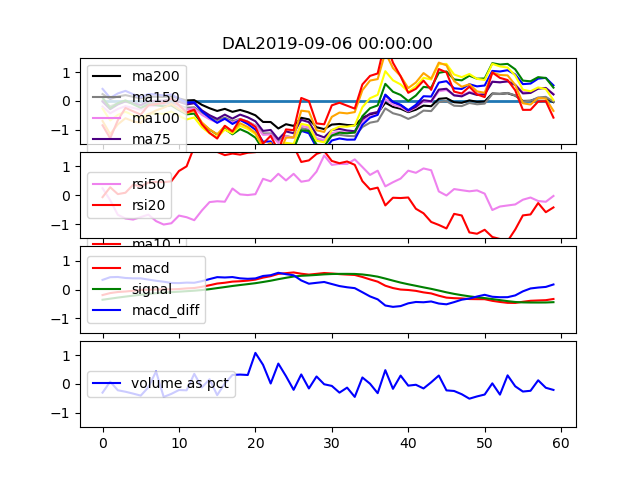 DAL2019-09-06 00:00:00
1
0
−1
ma200
ma150
ma100
ma75
ma10
1
0
−1
rsi50
rsi20
1
0
−1
macd
signal
macd_diff
1
0
−1
volume as pct
0 10 20 30 40 50 60